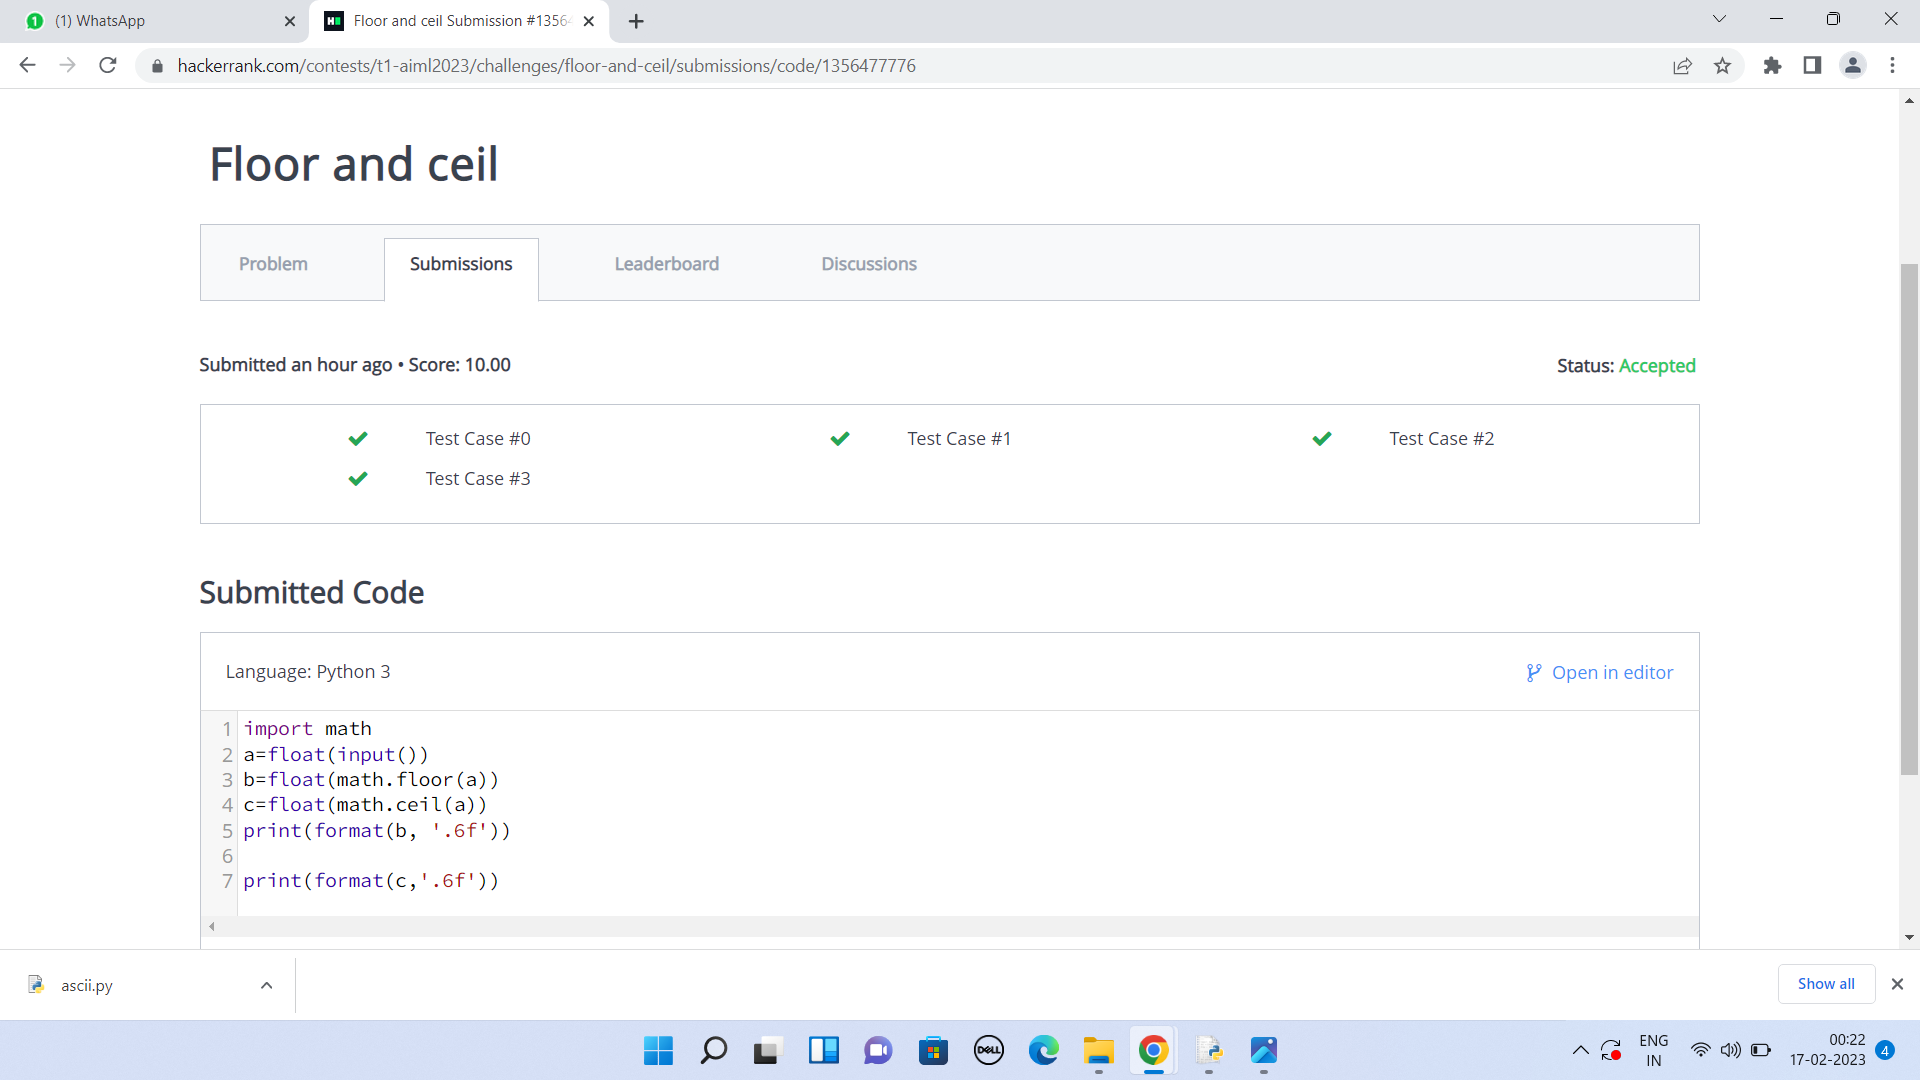 (1) WhatsApp
Floor and ceil Submission #1356
hackerrank.com/contests/t1-aiml2023/challenges/floor-and-ceil/submissions/code/1356477776
Floor and ceil
Problem Submissions Leaderboard Discussions
Submitted an hour ago • Score: 10.00
Status: Accepted
Test Case #0 Test Case #1 Test Case #2
Test Case #3
Submitted Code
Language: Python 3
Open in editor
1 import math
2 a=float(input())
3 b=float(math.floor(a))
4 c=float(math.ceil(a))
5 print(format(b, '.6f'))
6
7 print(format(c,'.6f'))
ascii.py
Show all
DELL
ENG
IN
00:22
17-02-2023
4